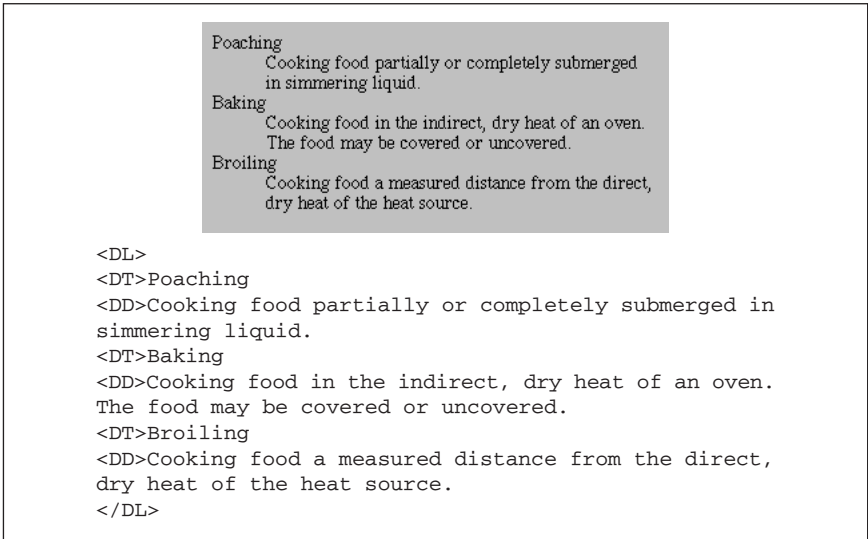 Poaching
Cooking food partially or completely submerged
in simmering liquid.
Baking
Cooking food in the indirect, dry heat of an oven.
The food may be covered or uncovered.
Broiling
Cooking food a measured distance from the direct,
dry heat of the heat source.
<DL>
<DT>Poaching
<DD>Cooking food partially or completely submerged in
simmering liquid.
<DT>Baking
<DD>Cooking food in the indirect, dry heat of an oven.
The food may be covered or uncovered.
<DT>Broiling
<DD>Cooking food a measured distance from the direct,
dry heat of the heat source.
</DL>